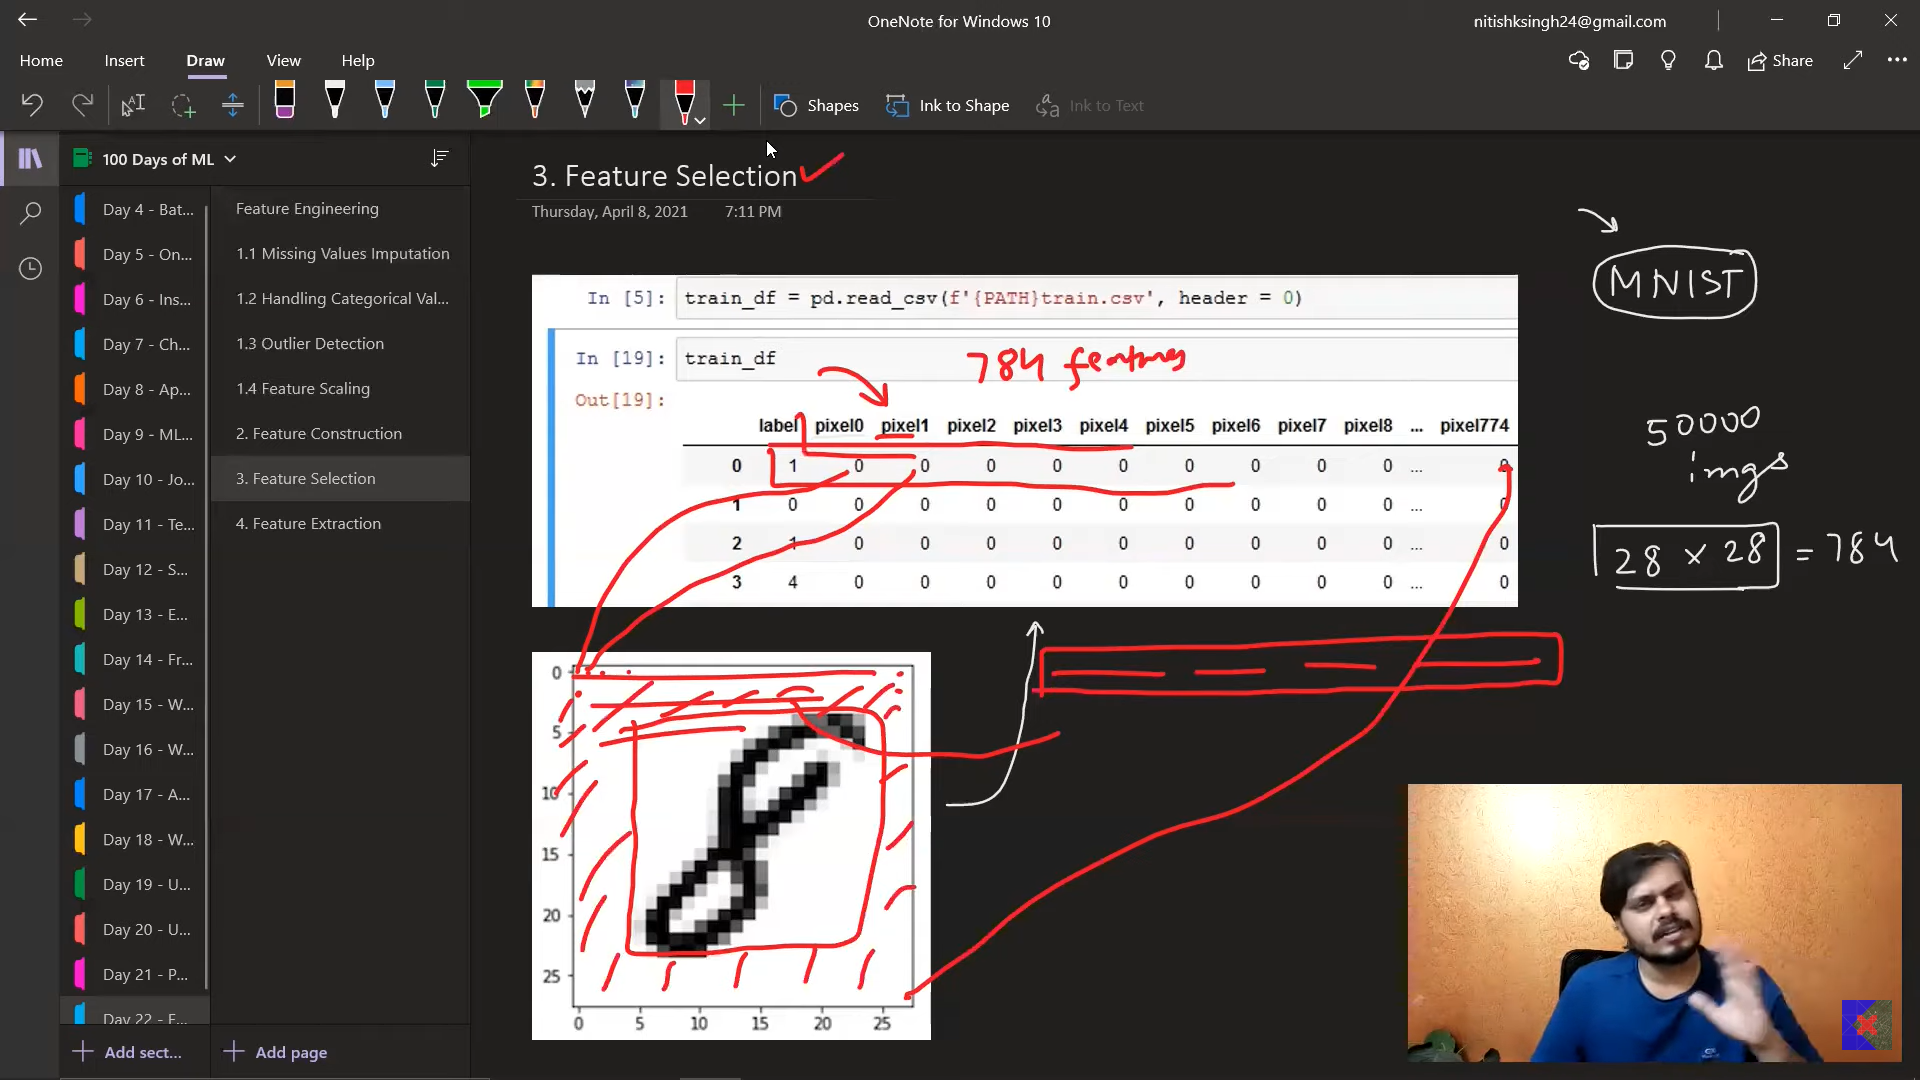 OneNote for Windows 10
nitishksingh24@gmail.com
Home
Insert
Draw
View
Help
Share
Shapes
Ink to Shape
Ink to Text
100 Days of ML
Day 4 - Bat...
Day 5 - On...
Day 6 - Ins...
Day 7 - Ch...
Day 8 - Ap...
Day 9 - ML...
Day 10 - Jo...
Day 11 - Te...
Day 12 - S...
Day 13 - E...
Day 14 - Fr...
Day 15 - W...
Day 16 - W...
Day 17 - A...
Day 18 - W...
Day 19 - U...
Day 20 - U...
Day 21 - P...
Day 22 - F...
Add sect...
Feature Engineering
1.1 Missing Values Imputation
1.2 Handling Categorical Val...
1.3 Outlier Detection
1.4 Feature Scaling
2. Feature Construction
3. Feature Selection
4. Feature Extraction
Add page
3. Feature Selection
Thursday, April 8, 2021 7:11 PM
In [5]: train_df = pd.read_csv(f'{PATH}train.csv', header = 0)
In [19]: train_df
784 features
Out[19]:
label pixel0 pixel1 pixel2 pixel3 pixel4 pixel5 pixel6 pixel7 pixel8 ... pixel774
0 1 0 0 0 0 0 0 0 0 0 ... 0
1 0 0 0 0 0 0 0 0 0 0 ... 0
2 1 0 0 0 0 0 0 0 0 0 ... 0
3 4 0 0 0 0 0 0 0 0 0 ... 0
MNIST
50000
imgs
28 × 28 = 784
0
5
10
15
20
25
0 5 10 15 20 25